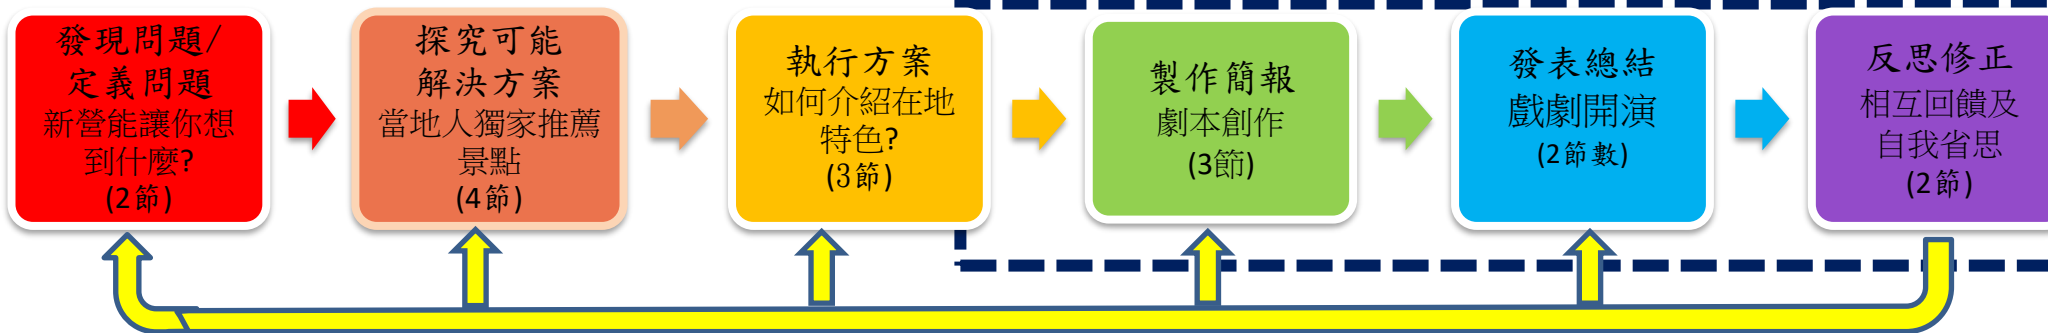 發現問題/
定義問題
新營能讓你想
到什麼?
(2節)
探究可能
解決方案
當地人獨家推薦
景點
(4節)
執行方案
如何介紹在地
特色?
(3節)
製作簡報
劇本創作
(3節)
發表總結
戲劇開演
(2節數)
反思修正
相互回饋及
自我省思
(2節)